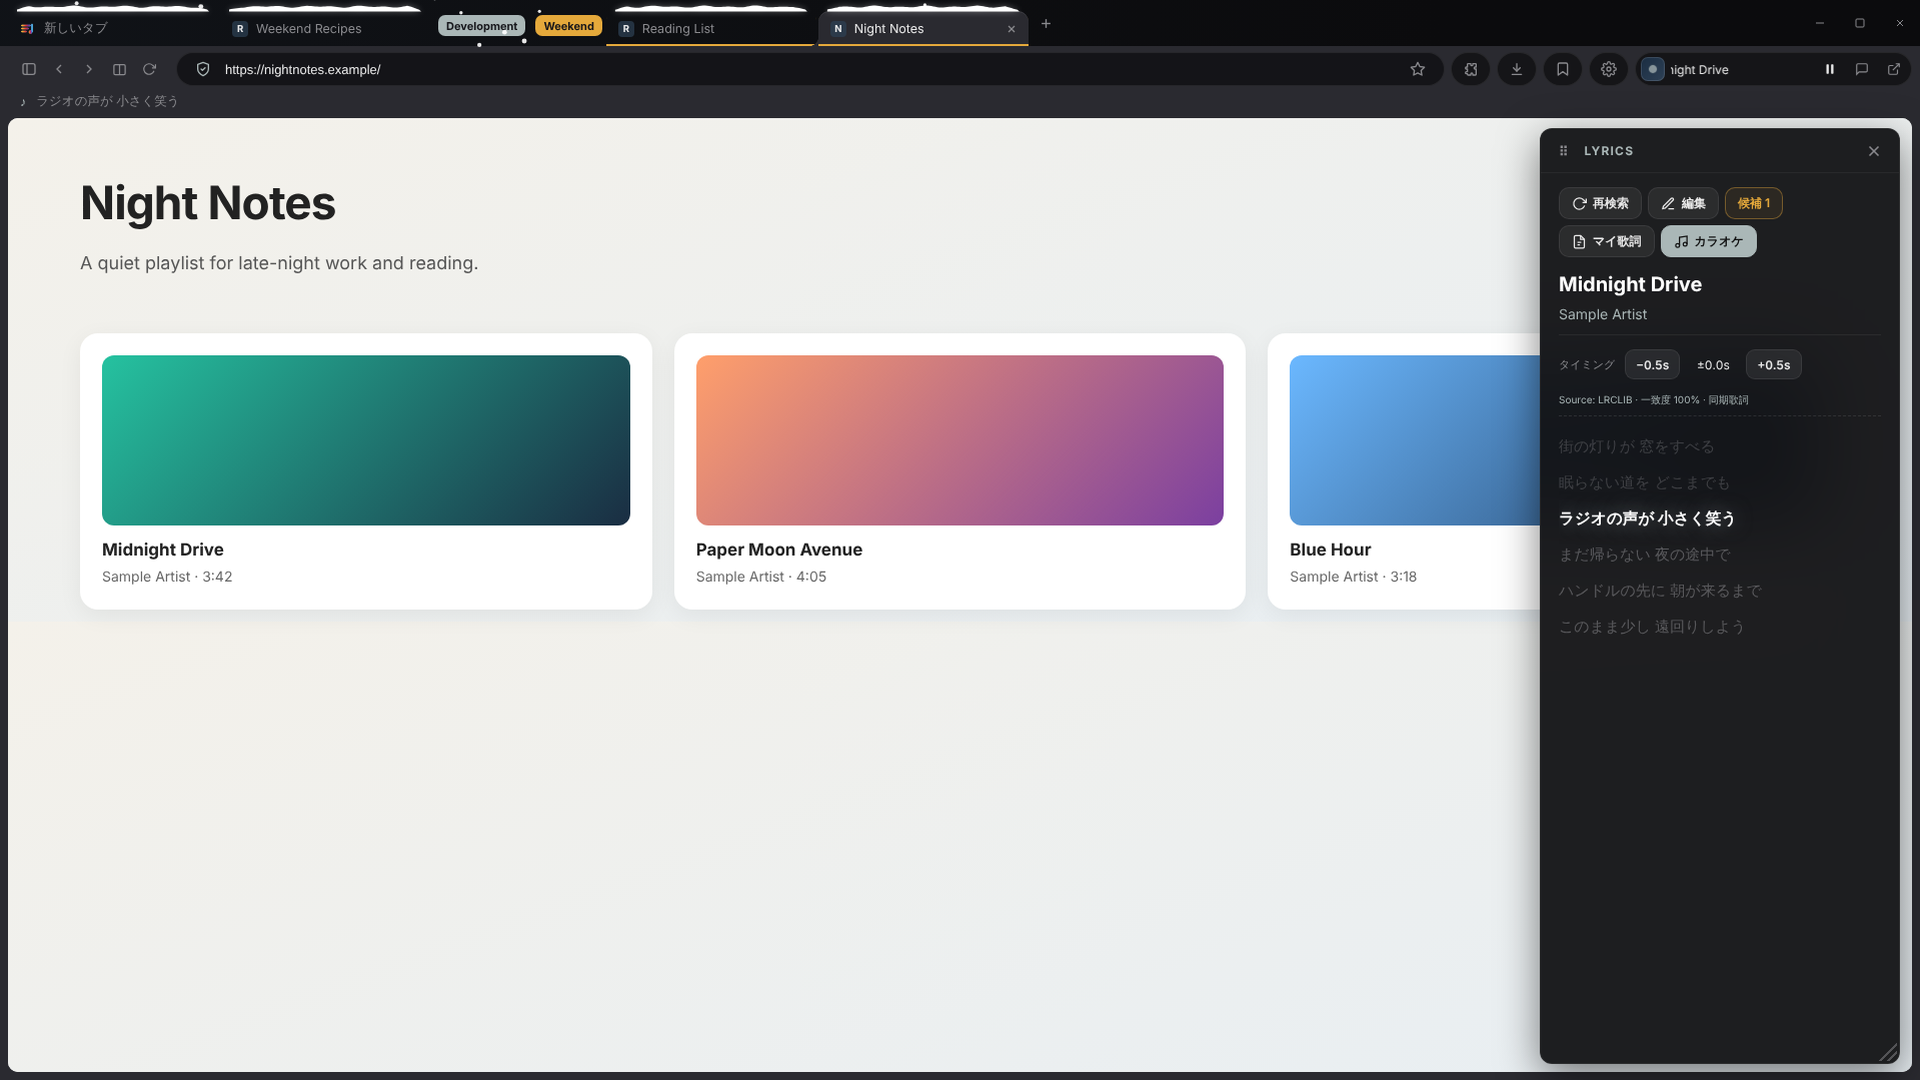 新しいタブ
R Weekend Recipes
Development
Weekend
R Reading List
N Night Notes
https://nightnotes.example/
night Drive
♪ ラジオの声が 小さく笑う
Night Notes
A quiet playlist for late-night work and reading.
Midnight Drive
Sample Artist · 3:42
Paper Moon Avenue
Sample Artist · 4:05
Blue Hour
Sample Artist · 3:18
LYRICS
再検索
編集
候補 1
マイ歌詞
カラオケ
Midnight Drive
Sample Artist
タイミング −0.5s ±0.0s +0.5s
Source: LRCLIB · 一致度 100% · 同期歌詞
街の灯りが 窓をすべる
眠らない道を どこまでも
ラジオの声が 小さく笑う
まだ帰らない 夜の途中で
ハンドルの先に 朝が来るまで
このまま少し 遠回りしよう